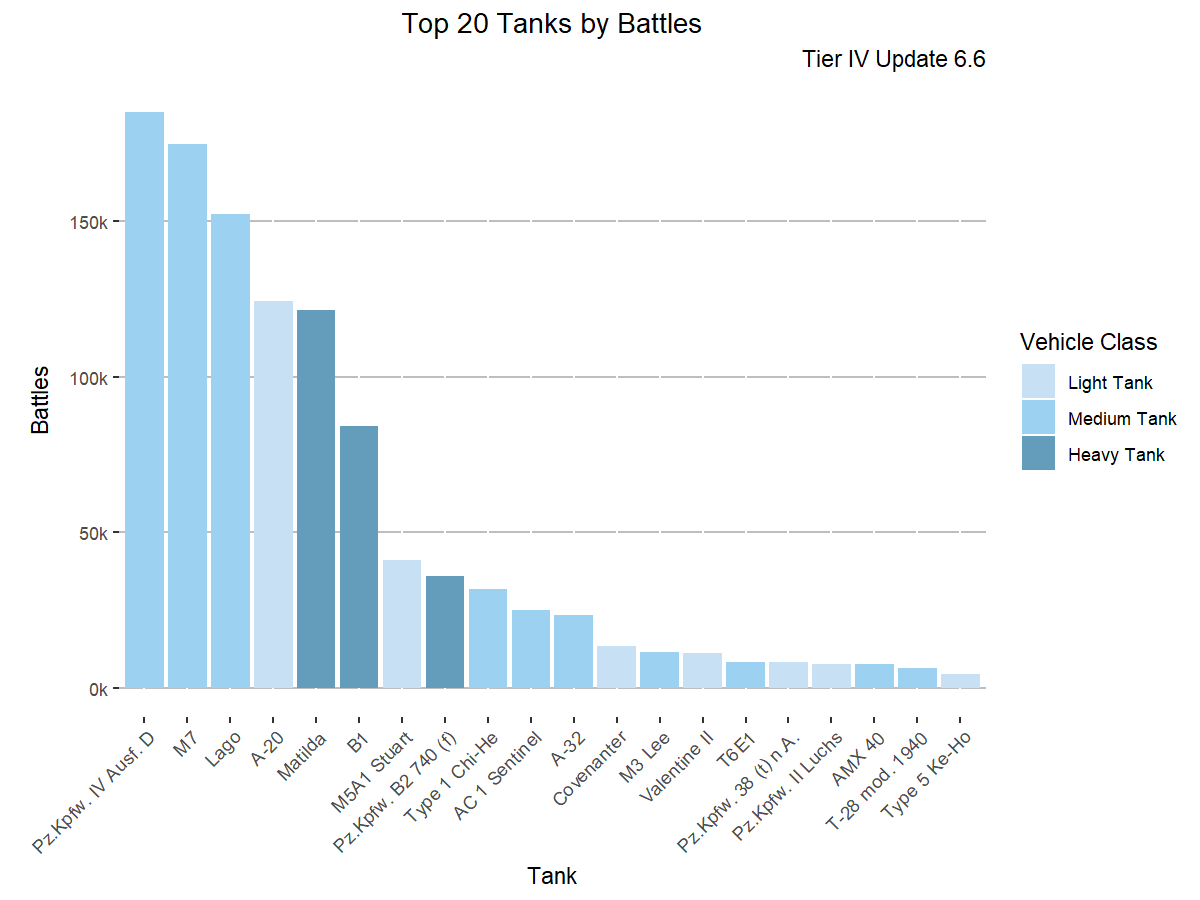 Top 20 Tanks by Battles
Tier IV Update 6.6
Battles
150k
100k
50k
0k
Pz.Kpfw. IV Ausf. D
M7
Lago
A-20
Matilda
B1
M5A1 Stuart
Pz.Kpfw. B2 740 (f)
Type 1 Chi-He
AC 1 Sentinel
A-32
Covenanter
M3 Lee
Valentine II
T6E1
Pz.Kpfw. 38 (t) n.A.
Pz.Kpfw. II Luchs
AMX 40
T-28 mod. 1940
Type 5 Ke-Ho
Tank
Vehicle Class
Light Tank
Medium Tank
Heavy Tank